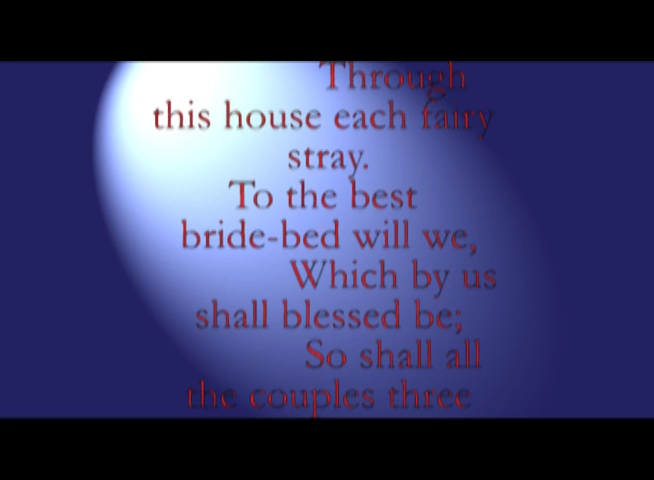 Through
this house each fairy
stray.
To the best
bride-bed will we,
Which by us
shall blessed be;
So shall all
the couples three